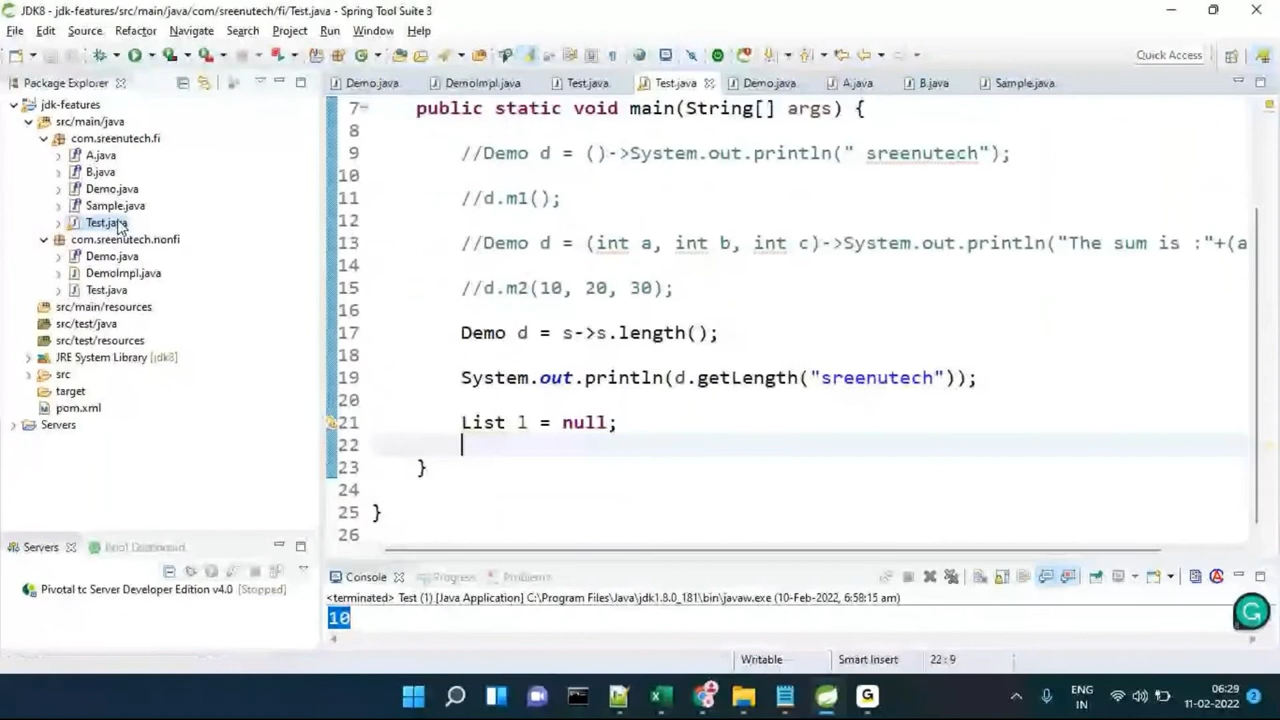 JDK8 - jdk-features/src/main/java/com/sreenutech/fi/Test.java - Spring Tool Suite 3
File Edit Source Refactor Navigate Search Project Run Window Help
Quick Access
Package Explorer
Demo.java DemoImpl.java Test.java Test.java Demo.java A.java B.java Sample.java
jdk-features
src/main/java
com.sreenutech.fi
A.java
B.java
Demo.java
Sample.java
Test.java
com.sreenutech.nonfi
Demo.java
DemoImpl.java
Test.java
src/main/resources
src/test/java
src/test/resources
JRE System Library [jdk8]
src
target
pom.xml
Servers
7 public static void main(String[] args) {
8
9 //Demo d = ()->System.out.println(" sreenutech");
10
11 //d.m1();
12
13 //Demo d = (int a, int b, int c)->System.out.println("The sum is :"+(a
14
15 //d.m2(10, 20, 30);
16
17 Demo d = s->s.length();
18
19 System.out.println(d.getLength("sreenutech"));
20
21 List l = null;
22
23 }
24
25 }
26
Servers Boot Dashboard
Pivotal tc Server Developer Edition v4.0 [Stopped]
Console Progress Problems
<terminated> Test (1) [Java Application] C:\Program Files\Java\jdk1.8.0_181\bin\javaw.exe (10-Feb-2022, 6:58:15 am)
10
Writable Smart Insert 22 : 9
ENG
IN
06:29
11-02-2022
2